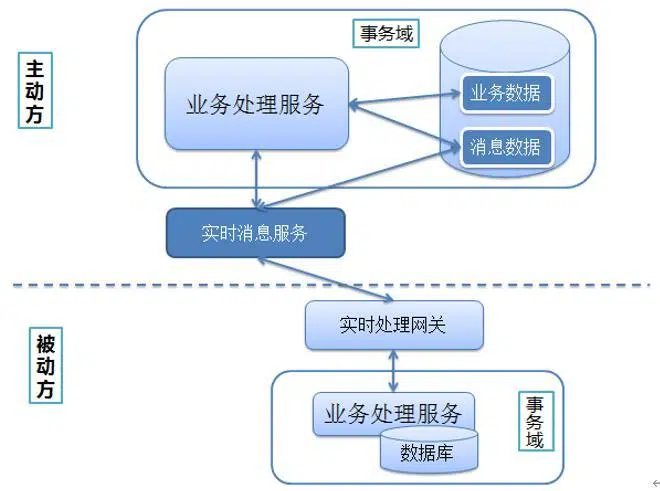 事务域
主动方
业务处理服务
业务数据
消息数据
实时消息服务
实时处理网关
被动方
业务处理服务
事务域
数据库